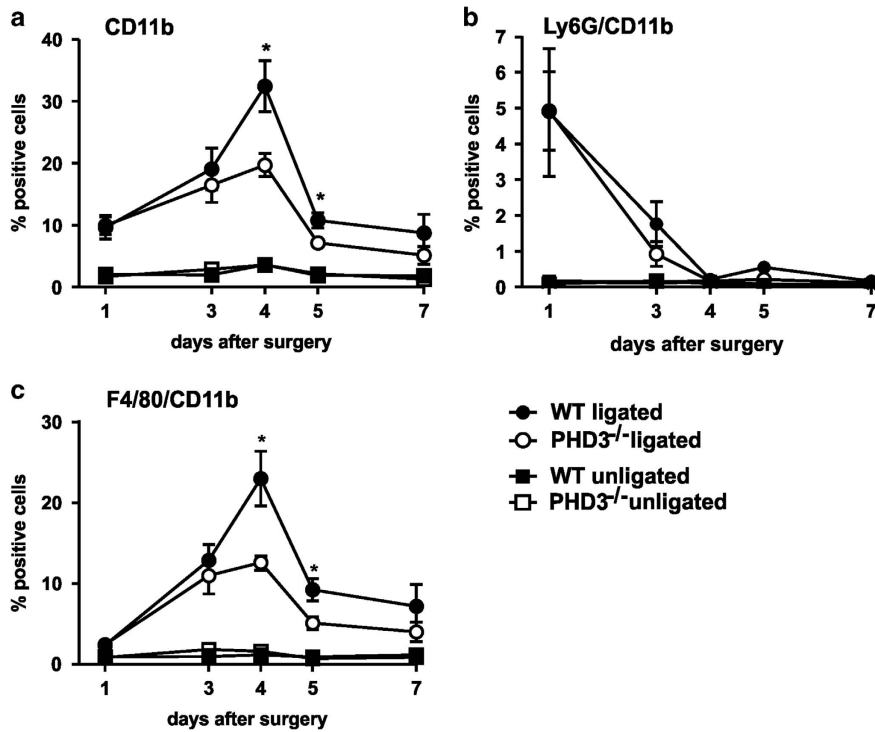 a
CD11b
40
30
20
10
0
% positive cells
*
*
1 3 4 5 7
days after surgery
b
Ly6G/CD11b
7
6
5
4
3
2
1
0
% positive cells
1 3 4 5 7
days after surgery
c
F4/80/CD11b
30
20
10
0
% positive cells
*
*
1 3 4 5 7
days after surgery
WT ligated
PHD3-/-ligated
WT unligated
PHD3-/-unligated